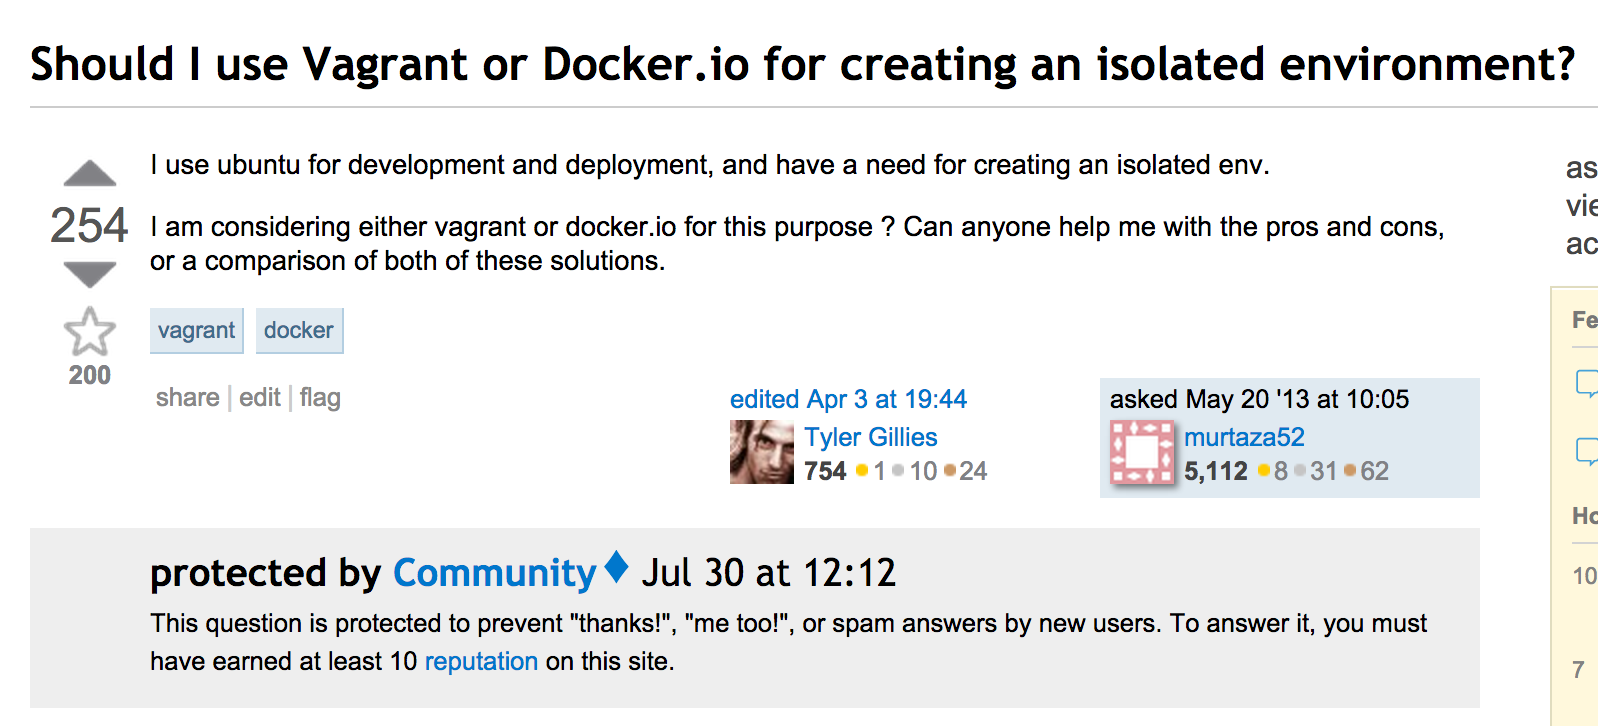 Should I use Vagrant or Docker.io for creating an isolated environment?
I use ubuntu for development and deployment, and have a need for creating an isolated env.
254
I am considering either vagrant or docker.io for this purpose ? Can anyone help me with the pros and cons,
or a comparison of both of these solutions.
vagrant docker
200
share | edit | flag
edited Apr 3 at 19:44
Tyler Gillies
754 1 10 24
asked May 20 '13 at 10:05
murtaza52
5,112 8 31 62
protected by Community♦ Jul 30 at 12:12
This question is protected to prevent "thanks!", "me too!", or spam answers by new users. To answer it, you must
have earned at least 10 reputation on this site.
as
vie
ac
Fe
Ho
10
7